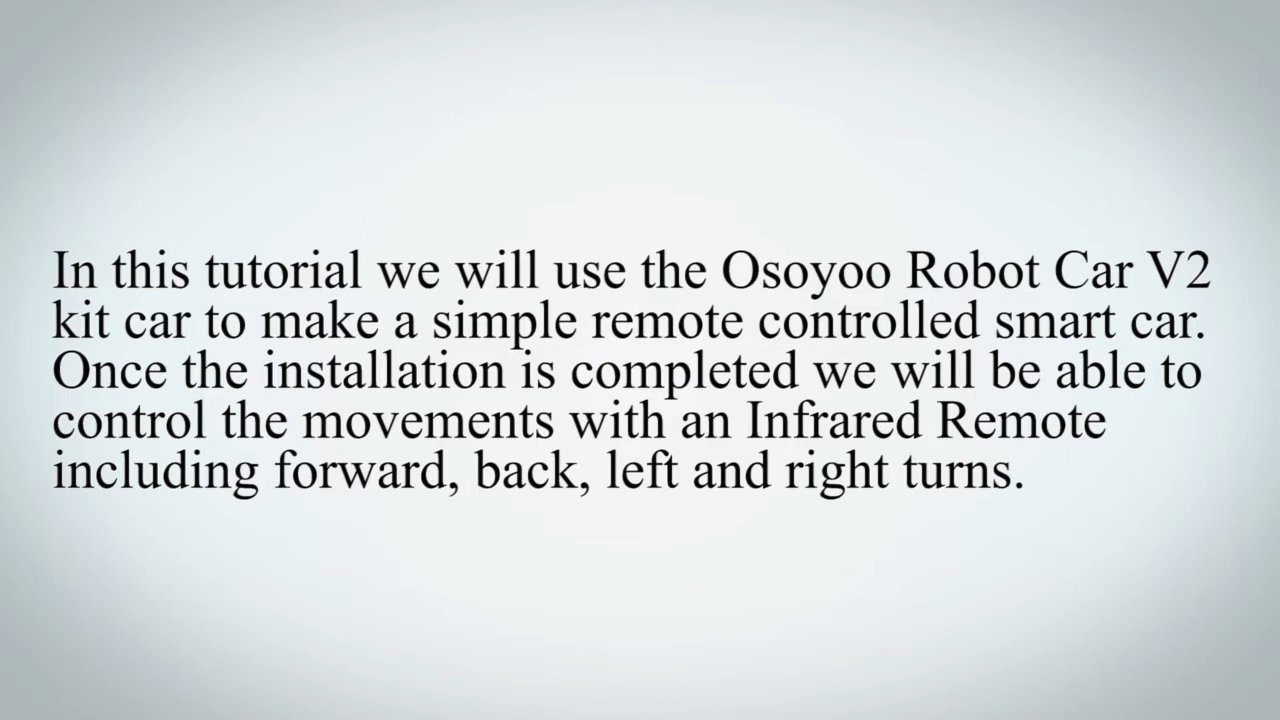 In this tutorial we will use the Osoyoo Robot Car V2
kit car to make a simple remote controlled smart car.
Once the installation is completed we will be able to
control the movements with an Infrared Remote
including forward, back, left and right turns.